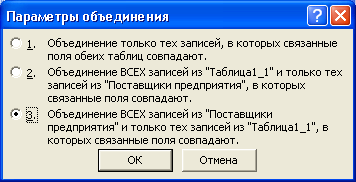 Параметры объединения
1. Объединение только тех записей, в которых связанные
поля обеих таблиц совпадают.
2. Объединение ВСЕХ записей из "Таблица1_1" и только тех
записей из "Поставщики предприятия", в которых
связанные поля совпадают.
3. Объединение ВСЕХ записей из "Поставщики
предприятия" и только тех записей из "Таблица1_1", в
которых связанные поля совпадают.
ОК
Отмена